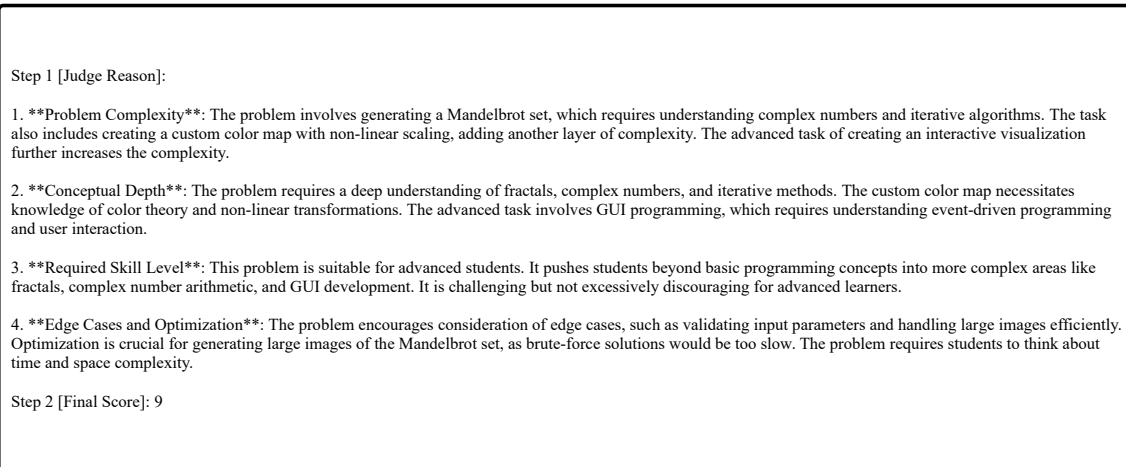 Step 1 [Judge Reason]:
1. **Problem Complexity**: The problem involves generating a Mandelbrot set, which requires understanding complex numbers and iterative algorithms. The task
also includes creating a custom color map with non-linear scaling, adding another layer of complexity. The advanced task of creating an interactive visualization
further increases the complexity.
2. **Conceptual Depth**: The problem requires a deep understanding of fractals, complex numbers, and iterative methods. The custom color map necessitates
knowledge of color theory and non-linear transformations. The advanced task involves GUI programming, which requires understanding event-driven programming
and user interaction.
3. **Required Skill Level**: This problem is suitable for advanced students. It pushes students beyond basic programming concepts into more complex areas like
fractals, complex number arithmetic, and GUI development. It is challenging but not excessively discouraging for advanced learners.
4. **Edge Cases and Optimization**: The problem encourages consideration of edge cases, such as validating input parameters and handling large images efficiently.
Optimization is crucial for generating large images of the Mandelbrot set, as brute-force solutions would be too slow. The problem requires students to think about
time and space complexity.
Step 2 [Final Score]: 9